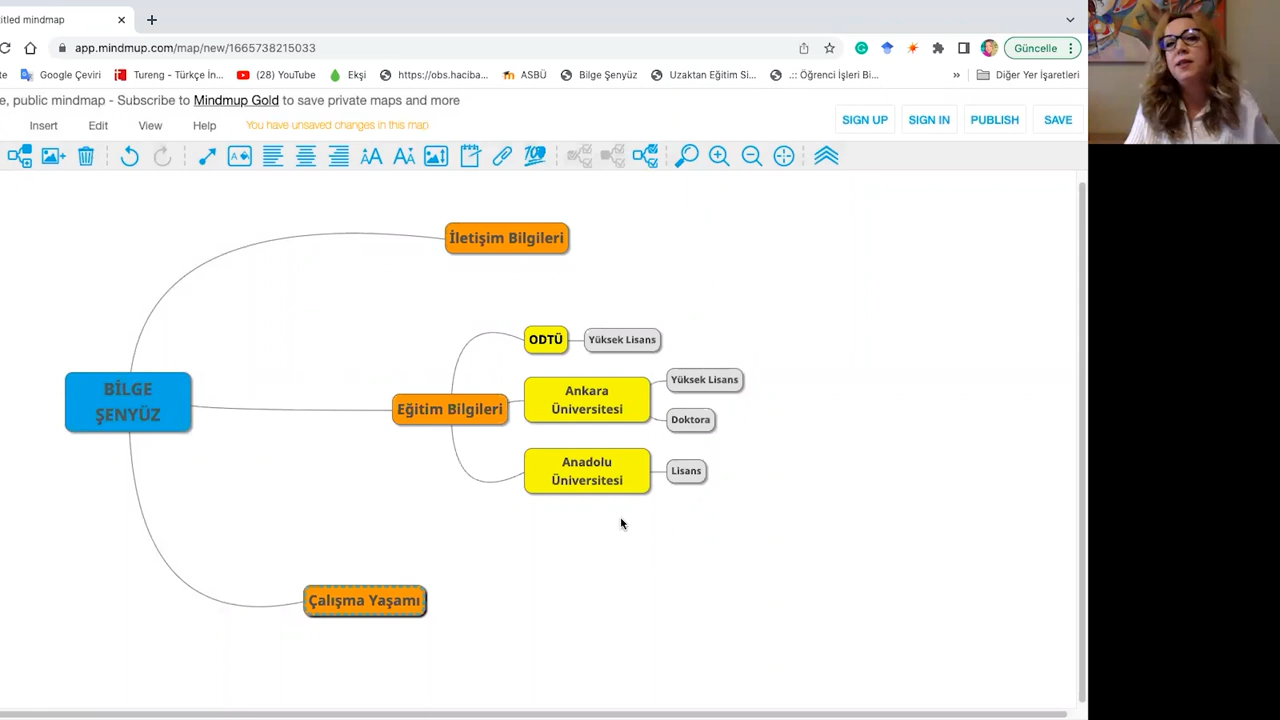 titled mindmap
app.mindmup.com/map/new/1665738215033
Güncelle
te
Google Çeviri
Tureng - Türkçe İn...
(28) YouTube
Ekşi
https://obs.haciba...
ASBÜ
Bilge Şenyüz
Uzaktan Eğitim Si...
.:: Öğrenci İşleri Bi...
»
Diğer Yer İşaretleri
e, public mindmap - Subscribe to Mindmup Gold to save private maps and more
Insert
Edit
View
Help
You have unsaved changes in this map
SIGN UP
SIGN IN
PUBLISH
SAVE
İletişim Bilgileri
ODTÜ
Yüksek Lisans
BİLGE
ŞENYÜZ
Eğitim Bilgileri
Ankara
Üniversitesi
Yüksek Lisans
Doktora
Anadolu
Üniversitesi
Lisans
Çalışma Yaşamı